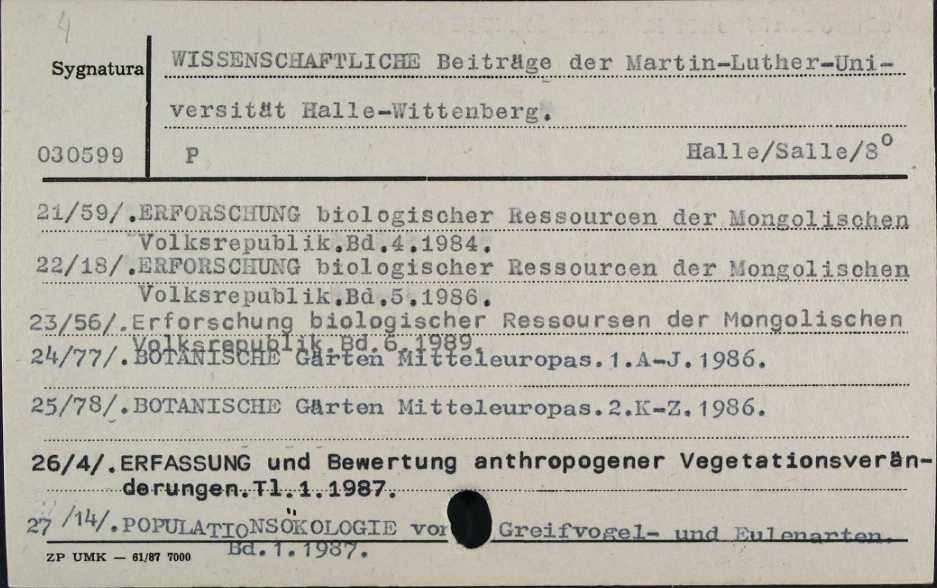 4
Sygnatura
WISSENSCHAFTLICHE Beiträge der Martin-Luther-Uni-
versität Halle-Wittenberg.
030599 P Halle/Salle/8º
21/59/.ERFORSCHUNG biologischer Ressourcen der Mongolischen
Volksrepublik.Bd.4.1984.
22/18/.ERFORSCHUNG biologischer Ressourcen der Mongolischen
Volksrepublik.Bd.5.1986.
23/56/.Erforschung biologischer Ressoursen der Mongolischen
Volksrepublik.Bd.6.1989.
24/77/.BOTANISCHE Gärten Mitteleuropas.1.A-J.1986.
25/78/.BOTANISCHE Gärten Mitteleuropas.2.K-Z.1986.
26/4/.ERFASSUNG und Bewertung anthropogener Vegetationsverän-
derungen.Tl.1.1987.
27/14/.POPULATIONSÖKOLOGIE von Greifvogel- und Eulenarten.
Bd.1.1987.
ZP UMK — 61/87 7000